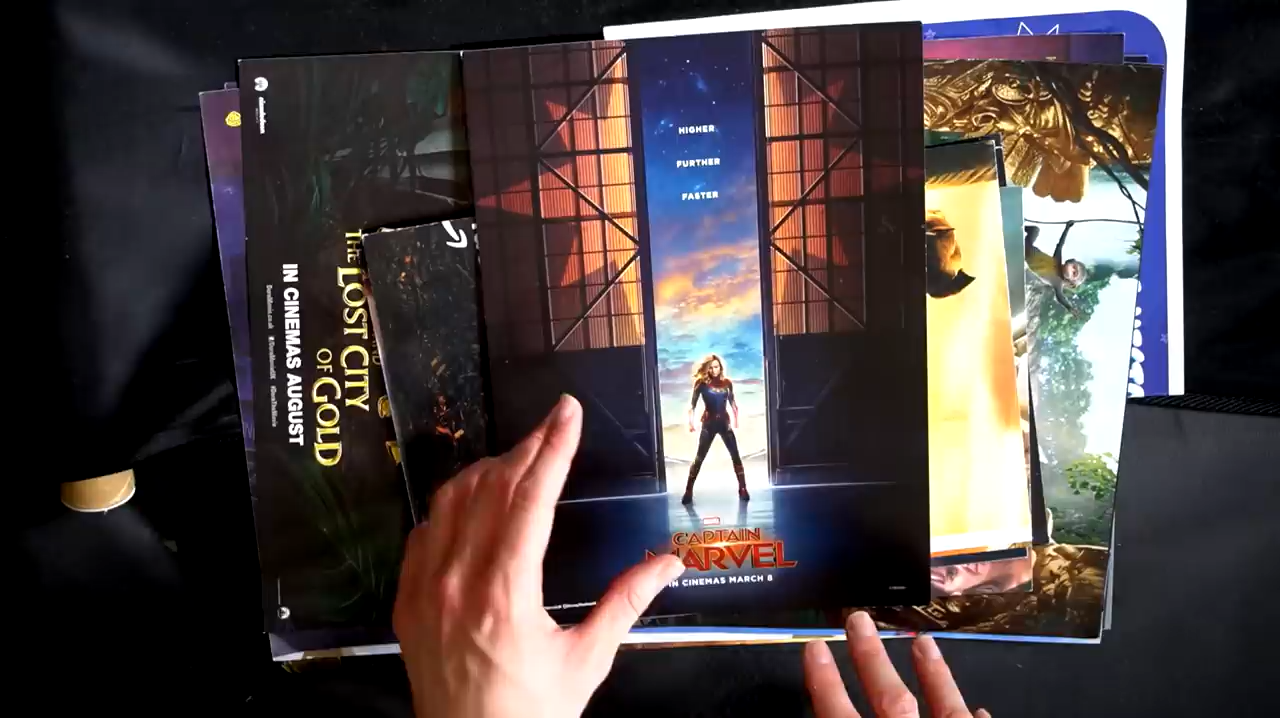 HIGHER
FURTHER
FASTER
CAPTAIN
MARVEL
IN CINEMAS MARCH 8
THE LOST CITY
OF GOLD
IN CINEMAS AUGUST